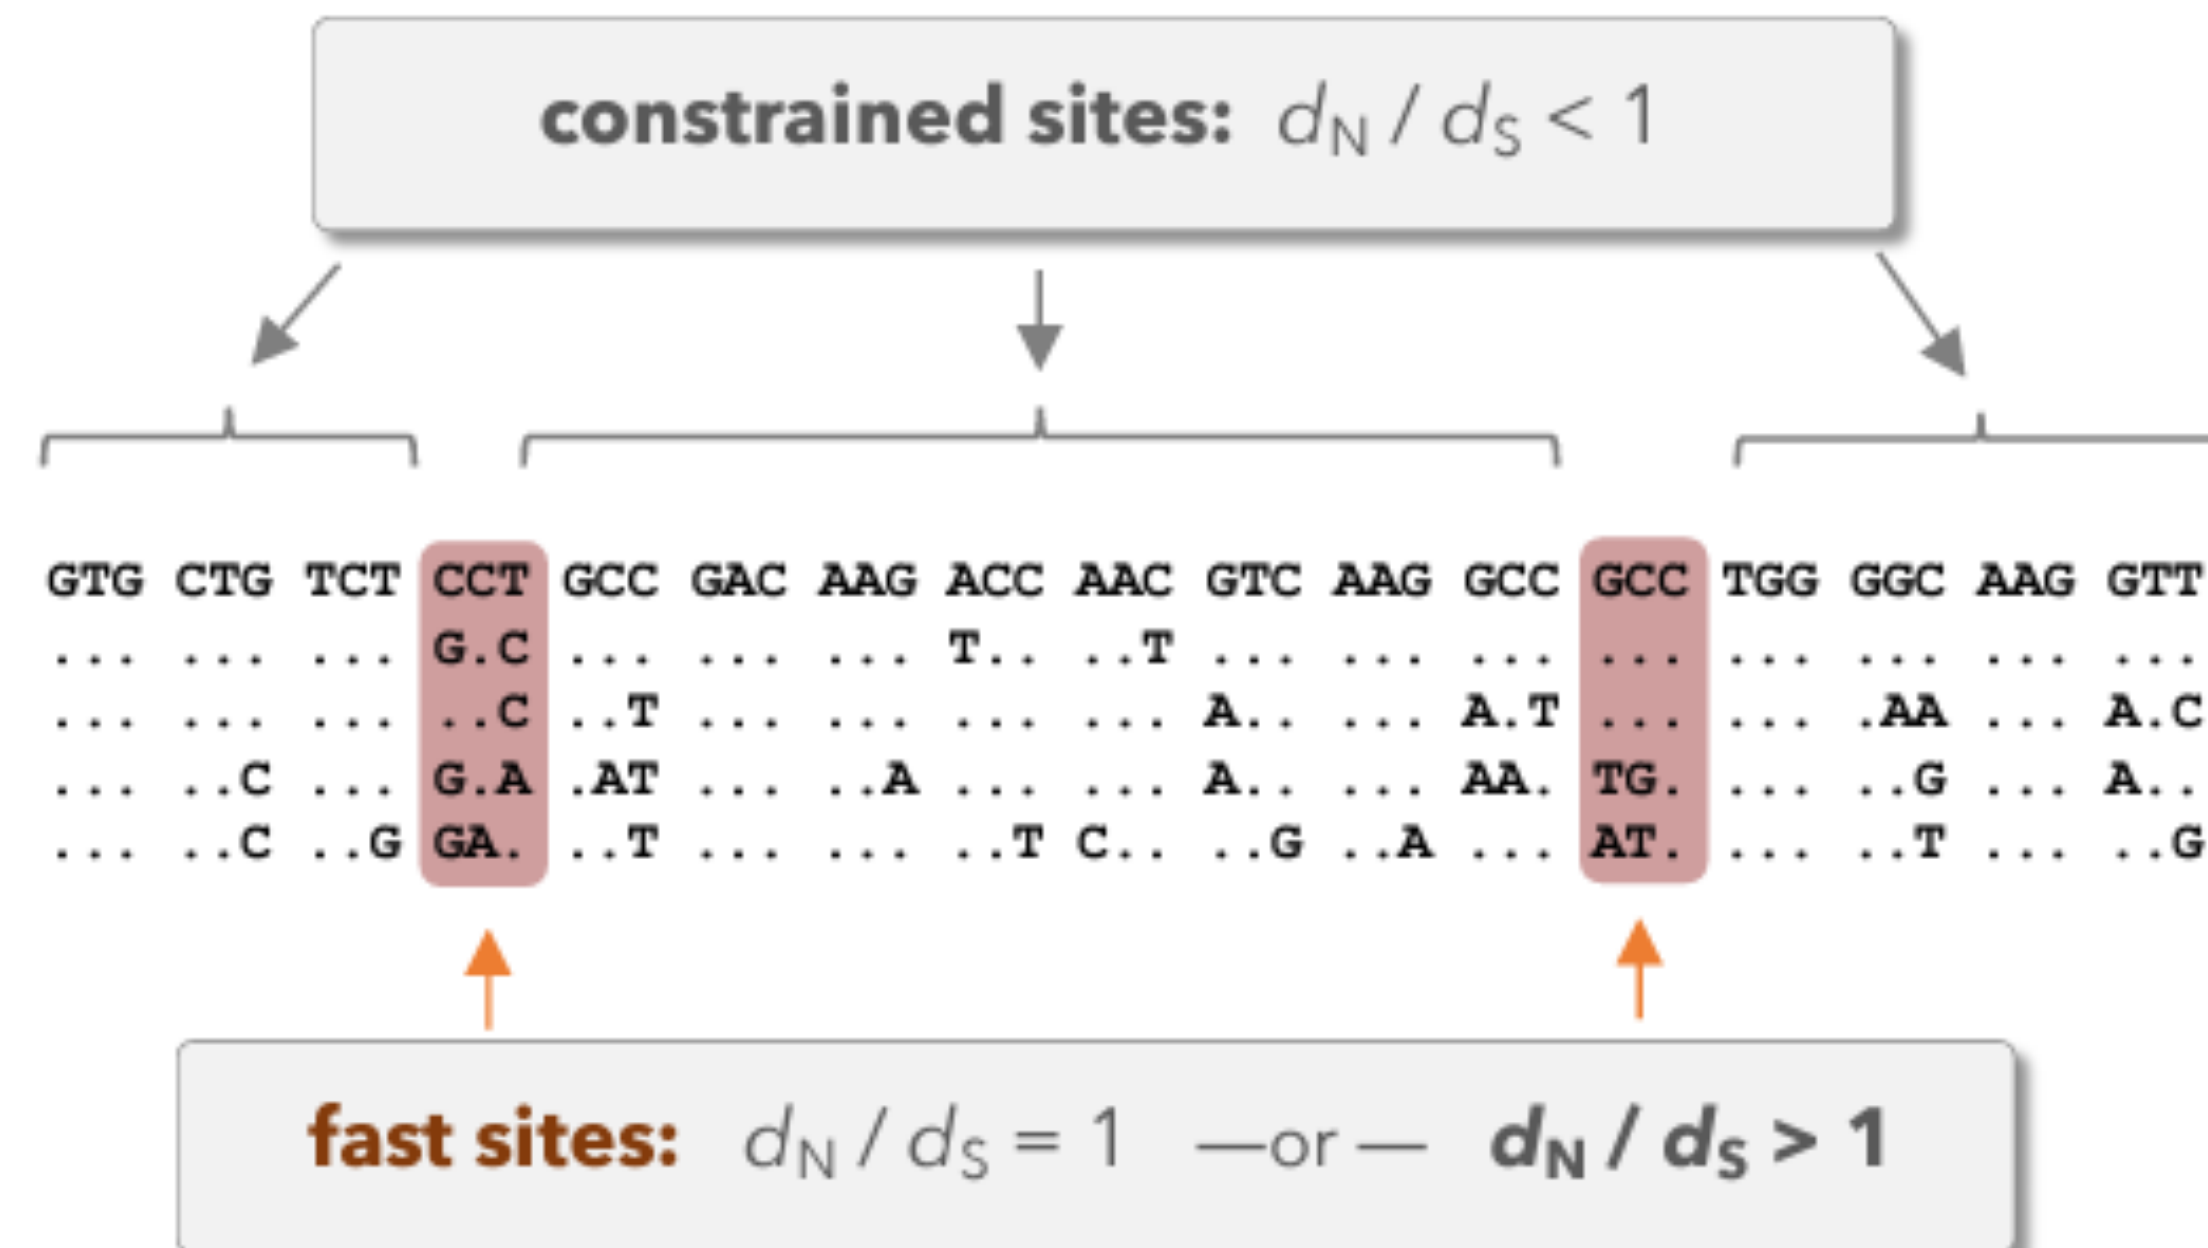 constrained sites: dN / dS < 1
GTG CTG TCT CCT GCC GAC AAG ACC AAC GTC AAG GCC GCC TGG GGC AAG GTT
... ... ... G.C ... ... ... T.. ..T ... ... ... ... ... ... ... ...
... ... ... ..C ..T ... ... ... ... A.. ... A.T ... ... .AA ... A.C
... ..C ... G.A .AT ... ..A ... ... A.. ... AA. TG. ... ..G ... A..
... ..C ..G GA. ..T ... ... ..T C.. ..G ..A ... AT. ... ..T ... ..G
fast sites: dN / dS = 1 —or— dN / dS > 1